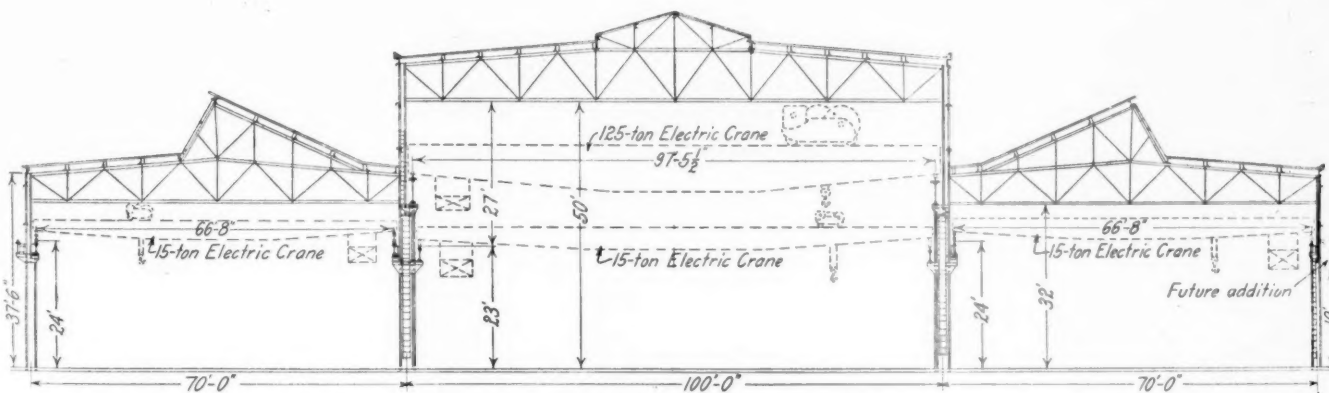 125-ton Electric Crane
97'-5½"
27'
50'
66'-8"
15-ton Electric Crane
15-ton Electric Crane
66'-8"
15-ton Electric Crane
Future addition
37'-6"
24'
23'
24'
32'
70'-0"
100'-0"
70'-0"